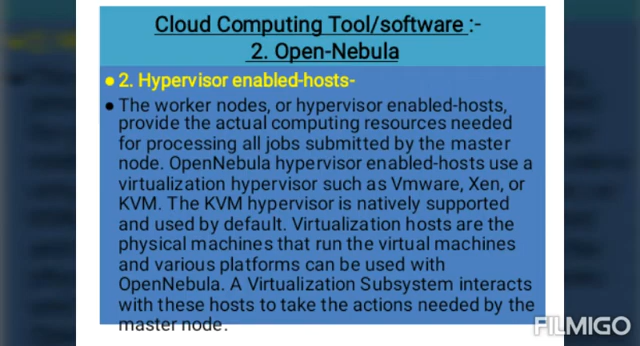 Cloud Computing Tool/software :-
2. Open-Nebula
● 2. Hypervisor enabled-hosts-
● The worker nodes, or hypervisor enabled-hosts,
provide the actual computing resources needed
for processing all jobs submitted by the master
node. OpenNebula hypervisor enabled-hosts use a
virtualization hypervisor such as Vmware, Xen, or
KVM. The KVM hypervisor is natively supported
and used by default. Virtualization hosts are the
physical machines that run the virtual machines
and various platforms can be used with
OpenNebula. A Virtualization Subsystem interacts
with these hosts to take the actions needed by the
master node.
FILMIGO